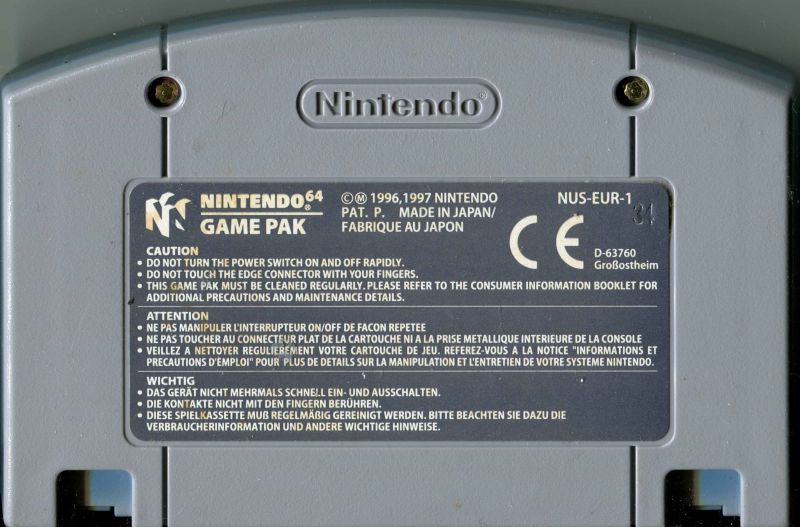 Nintendo®
NINTENDO64® ©Ⓜ 1996,1997 NINTENDO NUS-EUR-1
GAME PAK PAT. P. MADE IN JAPAN/
FABRIQUE AU JAPON
34
CE
D-63760
Großostheim
CAUTION
• DO NOT TURN THE POWER SWITCH ON AND OFF RAPIDLY.
• DO NOT TOUCH THE EDGE CONNECTOR WITH YOUR FINGERS.
• THIS GAME PAK MUST BE CLEANED REGULARLY. PLEASE REFER TO THE CONSUMER INFORMATION BOOKLET FOR
ADDITIONAL PRECAUTIONS AND MAINTENANCE DETAILS.
ATTENTION
• NE PAS MANIPULER L'INTERRUPTEUR ON/OFF DE FACON REPETEE
• NE PAS TOUCHER AU CONNECTEUR PLAT DE LA CARTOUCHE NI A LA PRISE METALLIQUE INTERIEURE DE LA CONSOLE
• VEILLEZ A NETTOYER REGULIEREMENT VOTRE CARTOUCHE DE JEU. REFEREZ-VOUS A LA NOTICE "INFORMATIONS ET
PRECAUTIONS D'EMPLOI" POUR PLUS DE DETAILS SUR LA MANIPULATION ET L'ENTRETIEN DE VOTRE SYSTEME NINTENDO.
WICHTIG
• DAS GERÄT NICHT MEHRMALS SCHNELL EIN- UND AUSSCHALTEN.
• DIE KONTAKTE NICHT MIT DEN FINGERN BERÜHREN.
• DIESE SPIELKASSETTE MUß REGELMÄßIG GEREINIGT WERDEN. BITTE BEACHTEN SIE DAZU DIE
VERBRAUCHERINFORMATION UND ANDERE WICHTIGE HINWEISE.